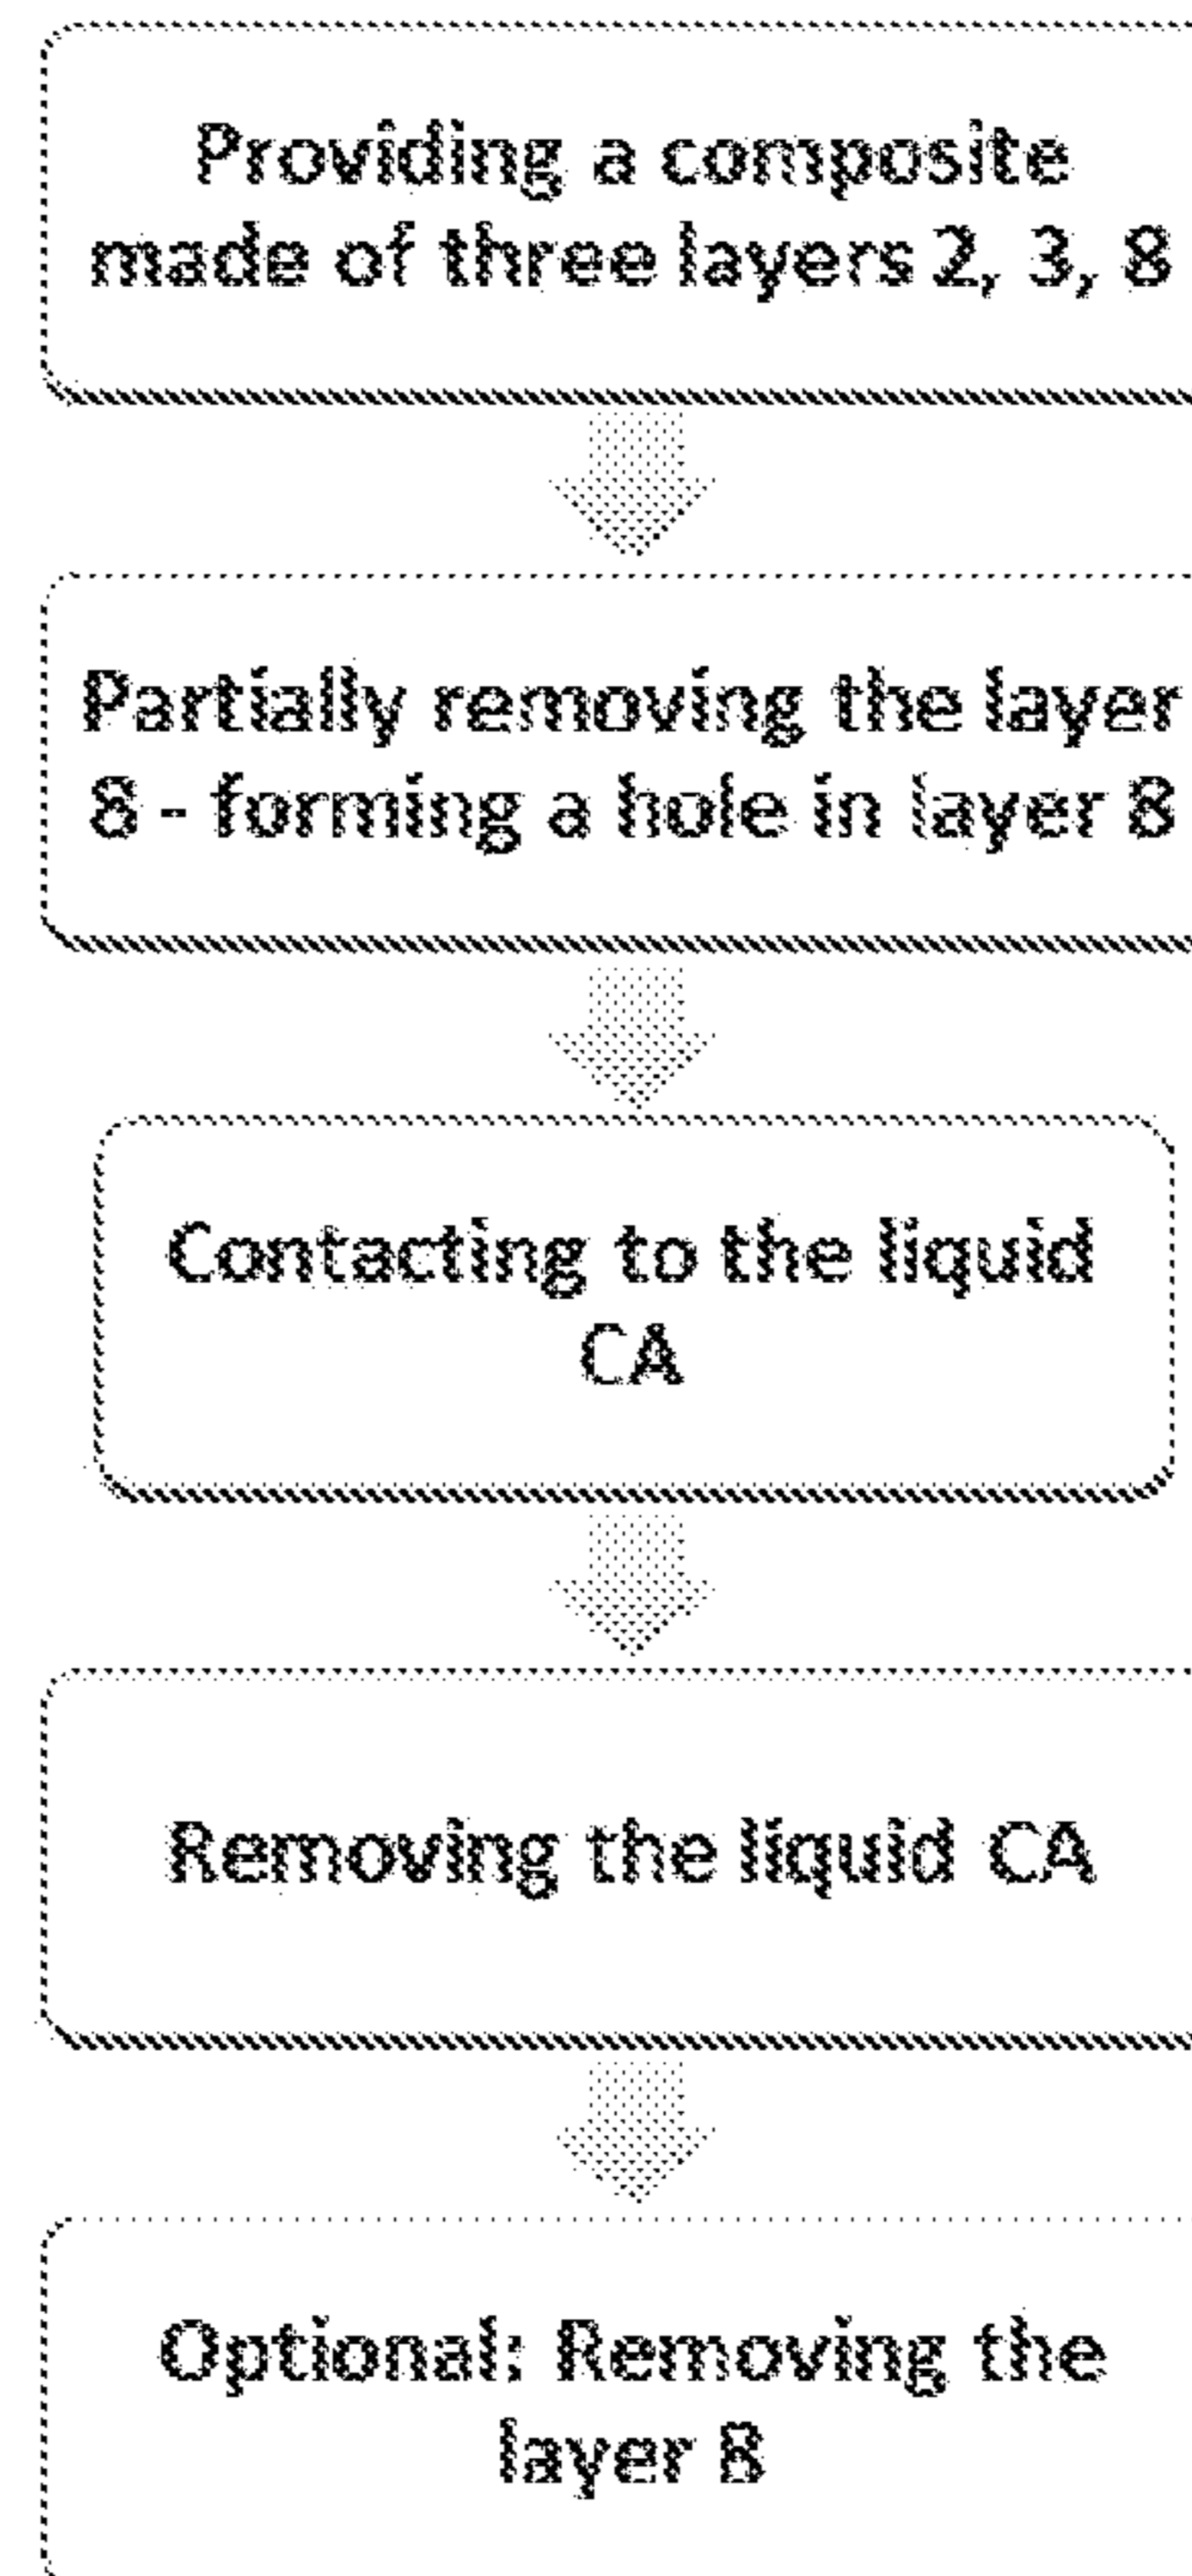 Providing a composite
made of three layers 2, 3, 8
Partially removing the layer
8 - forming a hole in layer 8
Contacting to the liquid
CA
Removing the liquid CA
Optional: Removing the
layer 8